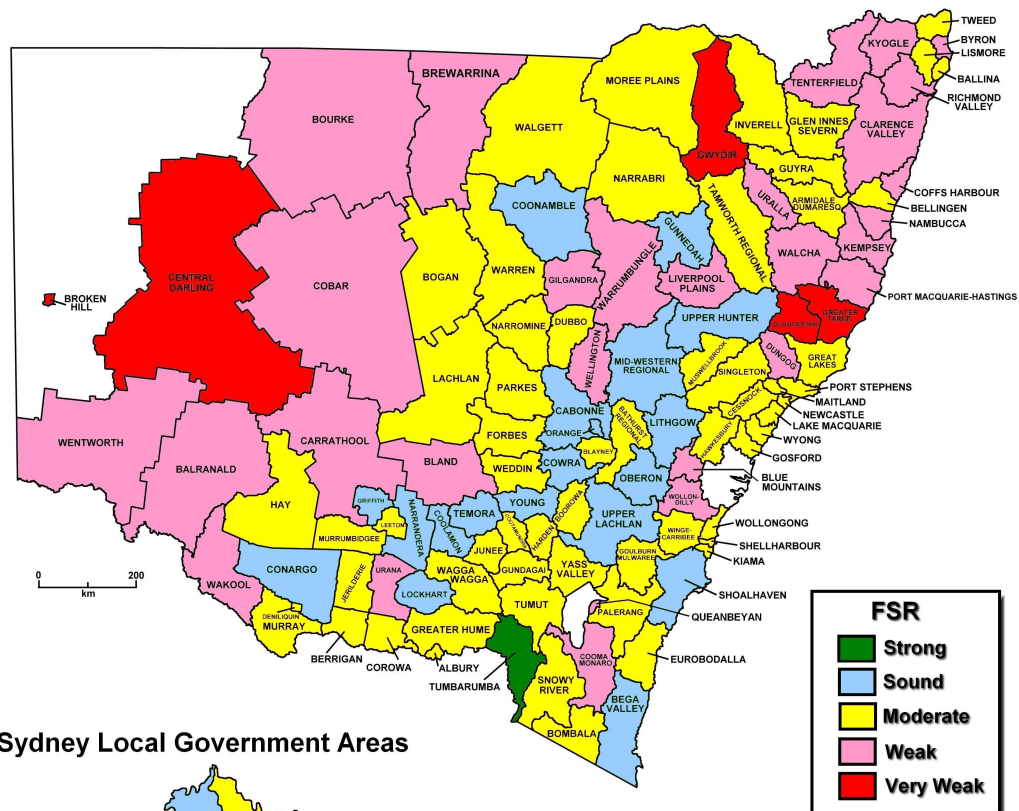 TWEED
BYRON
KYOGLE
LISMORE
BREWARRINA
MOREE PLAINS
TENTERFIELD
BALLINA
RICHMOND
VALLEY
BOURKE
WALGETT
INVERELL
GLEN INNES
SEVERN
CLARENCE
VALLEY
GWYDIR
GUYRA
NARRABRI
COFFS HARBOUR
COONAMBLE
TAMWORTH REGIONAL
URALLA
ARMIDALE
DUMARESQ
BELLINGEN
NAMBUCCA
GUNNEDAH
KEMPSEY
WALCHA
CENTRAL
DARLING
COBAR
BOGAN
WARREN
GILGANDRA
WARRUMBUNGLE
LIVERPOOL
PLAINS
PORT MACQUARIE-HASTINGS
BROKEN
HILL
UPPER HUNTER
GLOUCESTER
GREATER
TAREE
NARROMINE
DUBBO
WELLINGTON
MID-WESTERN
REGIONAL
MUSWELLBROOK
SINGLETON
DUNGOG
GREAT
LAKES
LACHLAN
PARKES
PORT STEPHENS
CESSNOCK
MAITLAND
NEWCASTLE
LAKE MACQUARIE
CABONNE
BATHURST
REGIONAL
LITHGOW
HAWKESBURY
WYONG
GOSFORD
WENTWORTH
CARRATHOOL
FORBES
ORANGE
BLAYNEY
BALRANALD
BLAND
WEDDIN
COWRA
OBERON
BLUE
MOUNTAINS
HAY
GRIFFITH
NARRANDERA
COOLAMON
TEMORA
YOUNG
BOOROWA
UPPER
LACHLAN
WOLLON-
DILLY
LEETON
MURRUMBIDGEE
COOTAMUNDRA
HARDEN
WINGE-
CARRIBEE
WOLLONGONG
SHELLHARBOUR
KIAMA
JUNEE
GOULBURN
MULWAREE
CONARGO
JERILDERIE
URANA
WAGGA
WAGGA
GUNDAGAI
YASS
VALLEY
WAKOOL
LOCKHART
SHOALHAVEN
0
200
km
DENILIQUIN
MURRAY
TUMUT
PALERANG
QUEANBEYAN
GREATER HUME
BERRIGAN
COROWA
ALBURY
TUMBARUMBA
COOMA
MONARO
EUROBODALLA
SNOWY
RIVER
BEGA
VALLEY
BOMBALA
FSR
Strong
Sound
Moderate
Weak
Very Weak
Sydney Local Government Areas